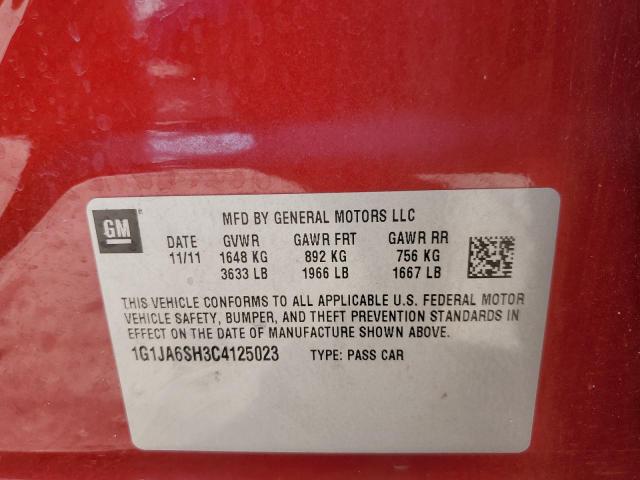 GM
MFD BY GENERAL MOTORS LLC
DATE GVWR GAWR FRT GAWR RR
11/11 1648 KG 892 KG 756 KG
3633 LB 1966 LB 1667 LB
THIS VEHICLE CONFORMS TO ALL APPLICABLE U.S. FEDERAL MOTOR
VEHICLE SAFETY, BUMPER, AND THEFT PREVENTION STANDARDS IN
EFFECT ON THE DATE OF MANUFACTURE SHOWN ABOVE.
1G1JA6SH3C4125023 TYPE: PASS CAR